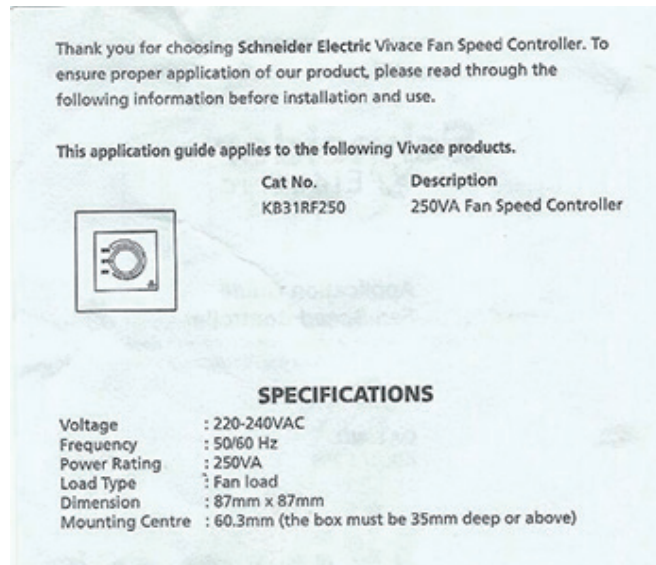 Thank you for choosing Schneider Electric Vivace Fan Speed Controller. To
ensure proper application of our product, please read through the
following information before installation and use.
This application guide applies to the following Vivace products.
Cat No. Description
KB31RF250 250VA Fan Speed Controller
SPECIFICATIONS
Voltage : 220-240VAC
Frequency : 50/60 Hz
Power Rating : 250VA
Load Type : Fan load
Dimension : 87mm x 87mm
Mounting Centre : 60.3mm (the box must be 35mm deep or above)